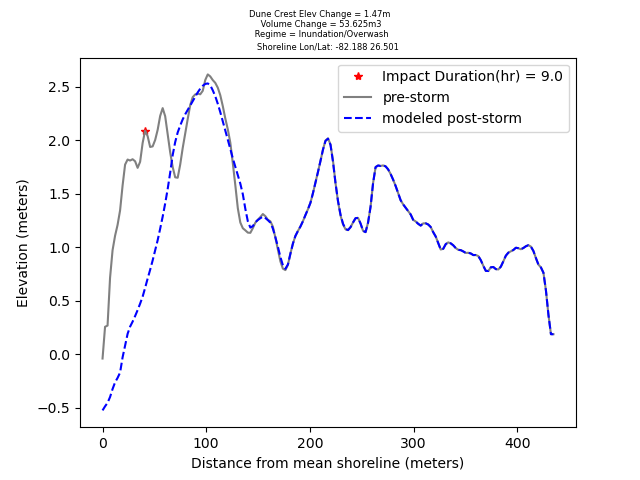 Dune Crest Elev Change = 1.47m
Volume Change = 53.625m3
Regime = Inundation/Overwash
Shoreline Lon/Lat: -82.188 26.501
Impact Duration(hr) = 9.0
pre-storm
modeled post-storm
Elevation (meters)
2.5
2.0
1.5
1.0
0.5
0.0
−0.5
0 100 200 300 400
Distance from mean shoreline (meters)